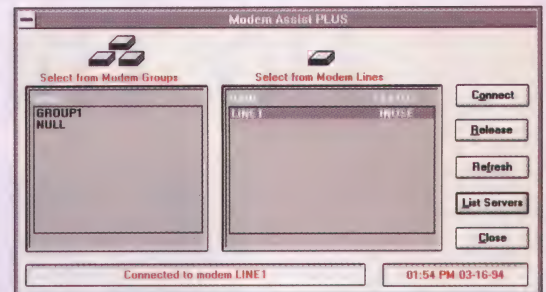 Modem Assist PLUS
Select from Modem Groups
Select from Modem Lines
GROUP1
NULL
LINE1 INUSE
Connect
Release
Refresh
List Servers
Close
Connected to modem LINE1
01:54 PM 03-16-94